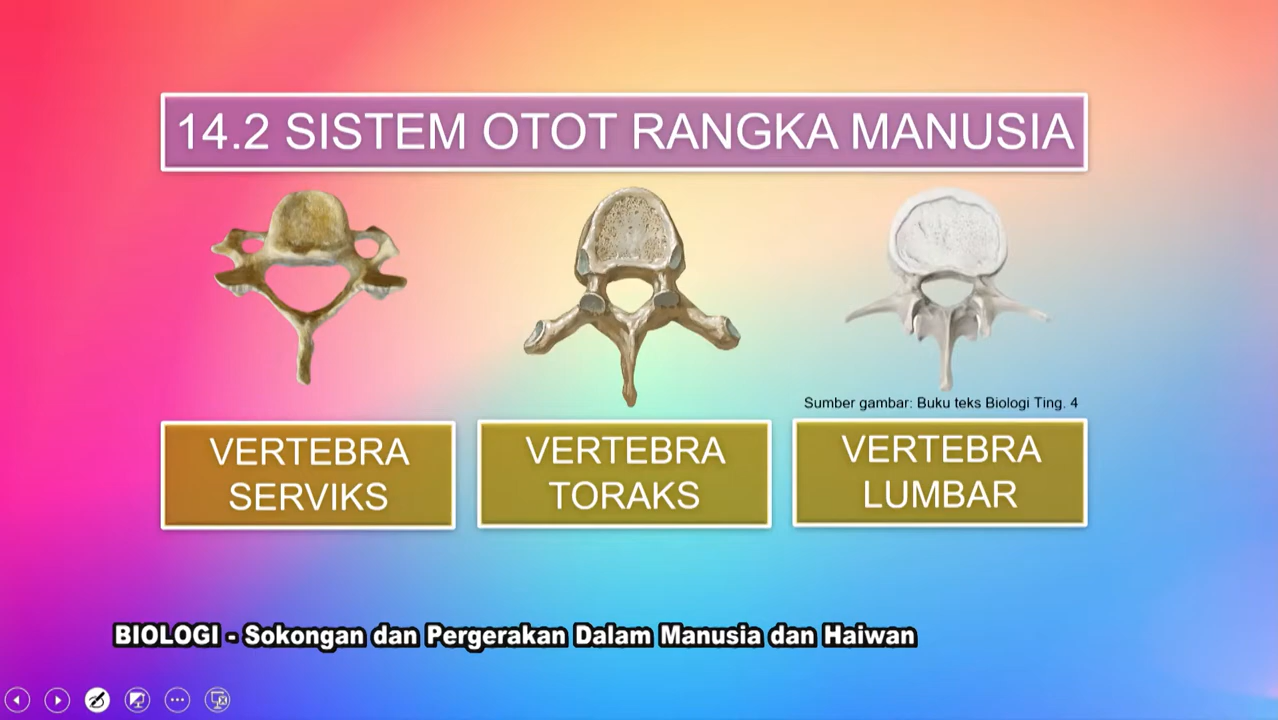 14.2 SISTEM OTOT RANGKA MANUSIA
Sumber gambar: Buku teks Biologi Ting. 4
VERTEBRA
SERVIKS
VERTEBRA
TORAKS
VERTEBRA
LUMBAR
BIOLOGI - Sokongan dan Pergerakan Dalam Manusia dan Haiwan